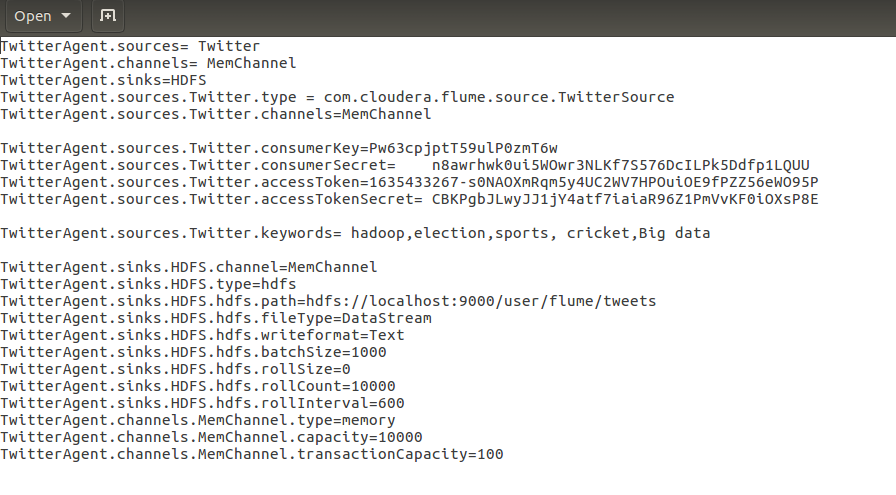 Open
TwitterAgent.sources= Twitter
TwitterAgent.channels= MemChannel
TwitterAgent.sinks=HDFS
TwitterAgent.sources.Twitter.type = com.cloudera.flume.source.TwitterSource
TwitterAgent.sources.Twitter.channels=MemChannel
TwitterAgent.sources.Twitter.consumerKey=Pw63cpjptT59ulP0zmT6w
TwitterAgent.sources.Twitter.consumerSecret=    n8awrhwk0ui5WOwr3NLKf7S576DcILPk5Ddfp1LQUU
TwitterAgent.sources.Twitter.accessToken=1635433267-s0NAOXmRqm5y4UC2WV7HPOuiOE9fPZZ56eWO95P
TwitterAgent.sources.Twitter.accessTokenSecret= CBKPgbJLwyJJ1jY4atf7iaiaR96Z1PmVvKF0iOXsP8E
TwitterAgent.sources.Twitter.keywords= hadoop,election,sports, cricket,Big data
TwitterAgent.sinks.HDFS.channel=MemChannel
TwitterAgent.sinks.HDFS.type=hdfs
TwitterAgent.sinks.HDFS.hdfs.path=hdfs://localhost:9000/user/flume/tweets
TwitterAgent.sinks.HDFS.hdfs.fileType=DataStream
TwitterAgent.sinks.HDFS.hdfs.writeformat=Text
TwitterAgent.sinks.HDFS.hdfs.batchSize=1000
TwitterAgent.sinks.HDFS.hdfs.rollSize=0
TwitterAgent.sinks.HDFS.hdfs.rollCount=10000
TwitterAgent.sinks.HDFS.hdfs.rollInterval=600
TwitterAgent.channels.MemChannel.type=memory
TwitterAgent.channels.MemChannel.capacity=10000
TwitterAgent.channels.MemChannel.transactionCapacity=100